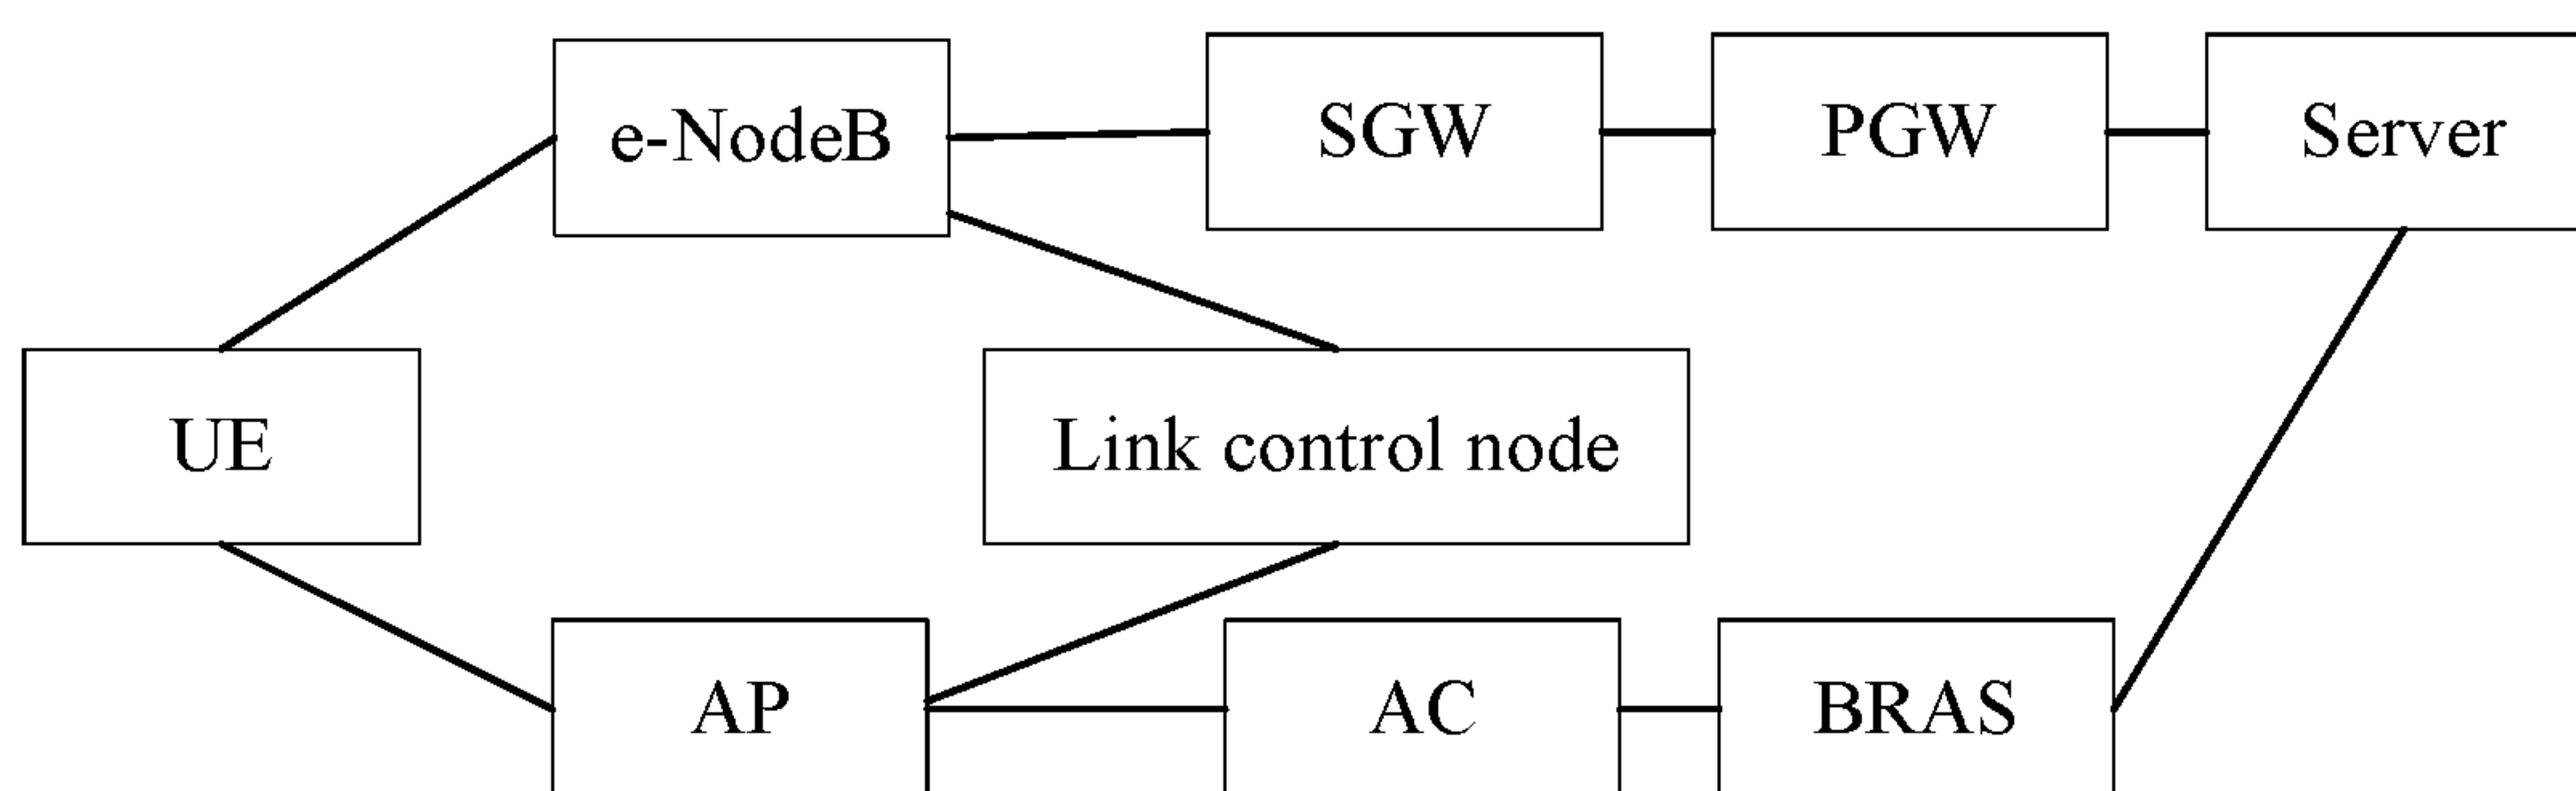 e-NodeB
SGW
PGW
Server
UE
Link control node
AP
AC
BRAS